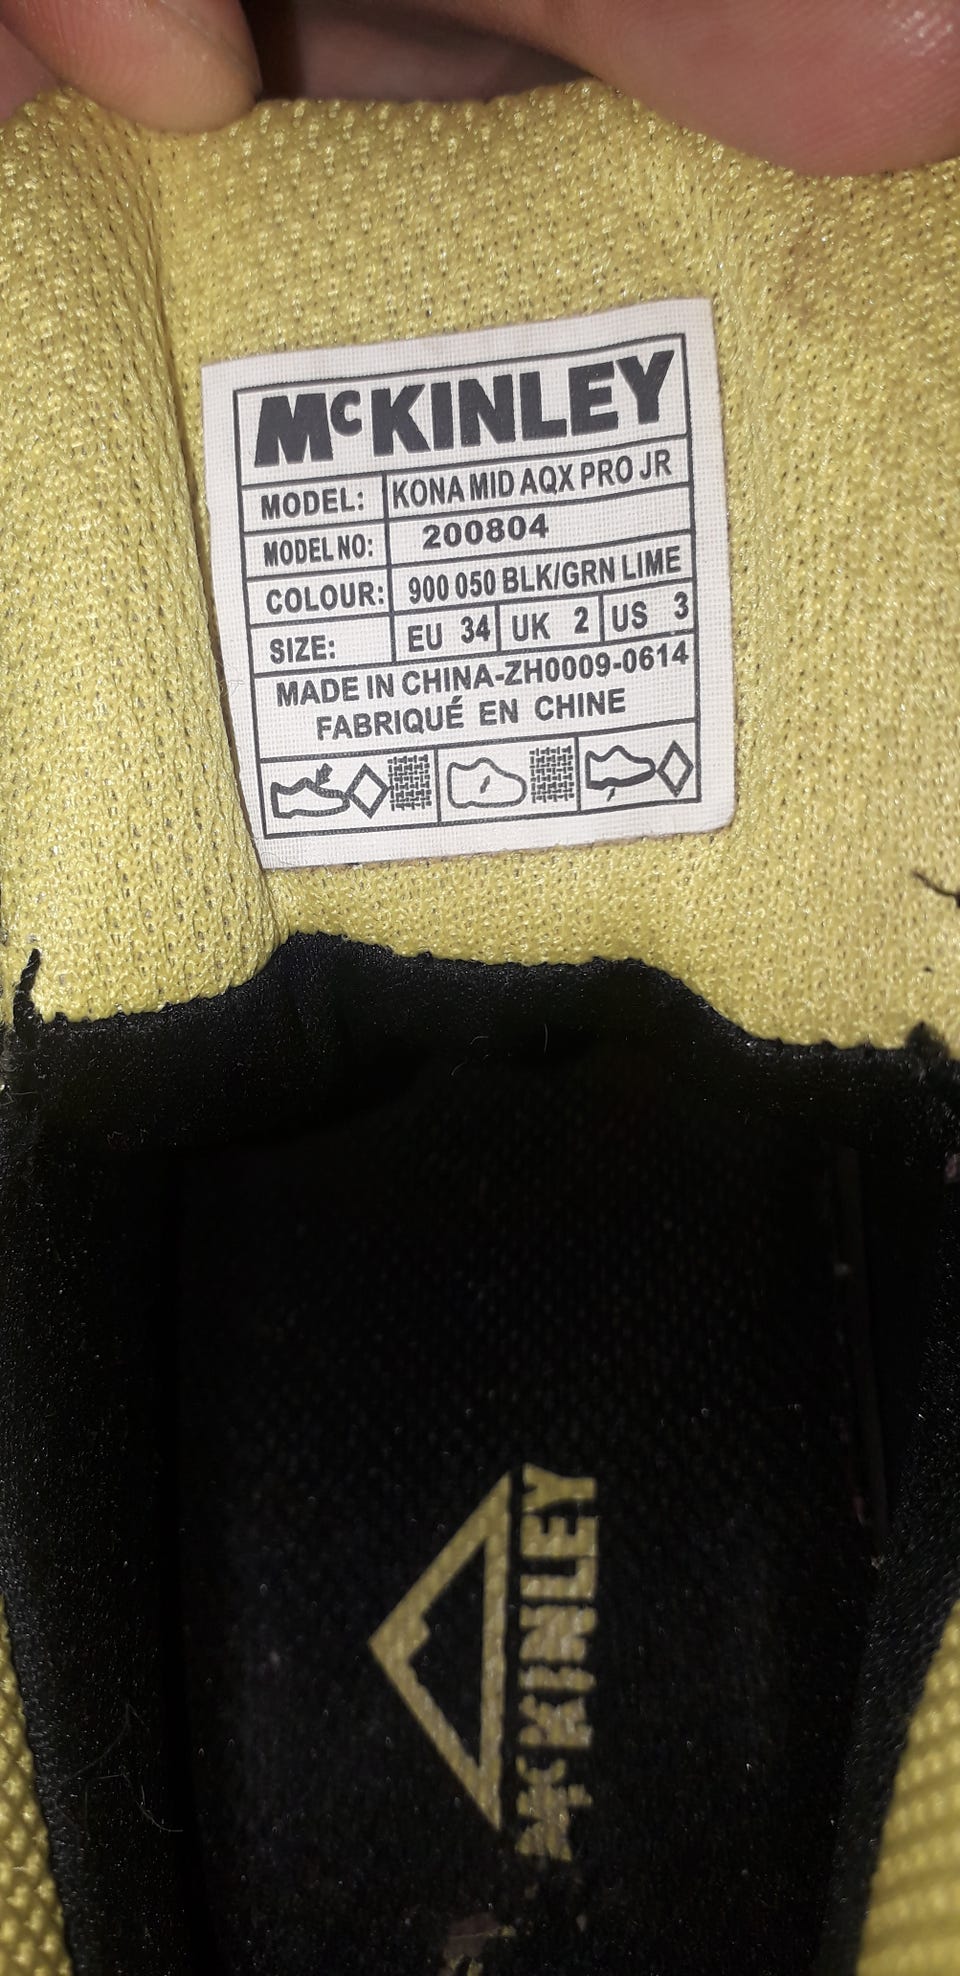 McKINLEY
MODEL: KONA MID AQX PRO JR
MODEL NO: 200804
COLOUR: 900 050 BLK/GRN LIME
SIZE: EU 34 UK 2 US 3
MADE IN CHINA-ZH0009-0614
FABRIQUÉ EN CHINE
McKINLEY